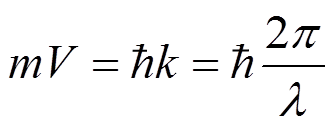 mV = ħk = ħ 2π/λ